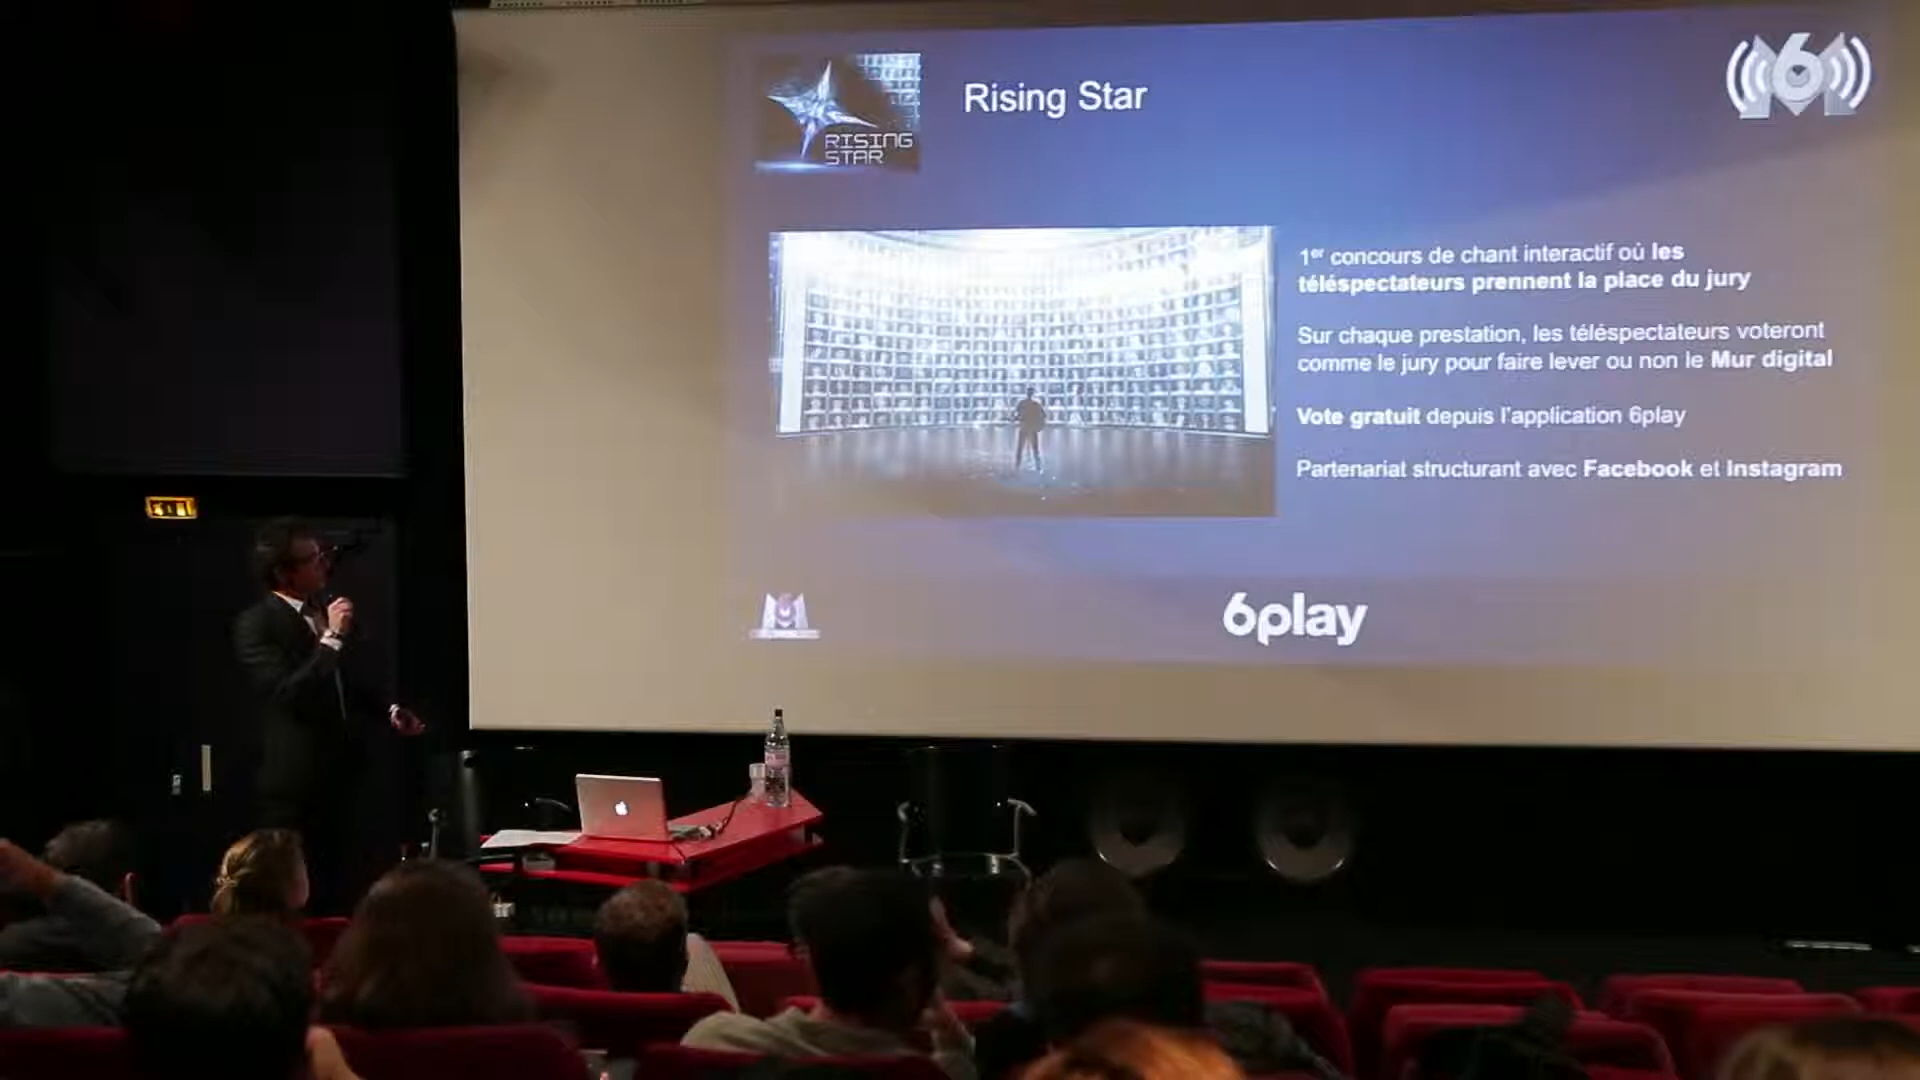 Rising Star
M6
RISING
STAR
1er concours de chant interactif où les
téléspectateurs prennent la place du jury
Sur chaque prestation, les téléspectateurs voteront
comme le jury pour faire lever ou non le Mur digital
Vote gratuit depuis l'application 6play
Partenariat structurant avec Facebook et Instagram
6play